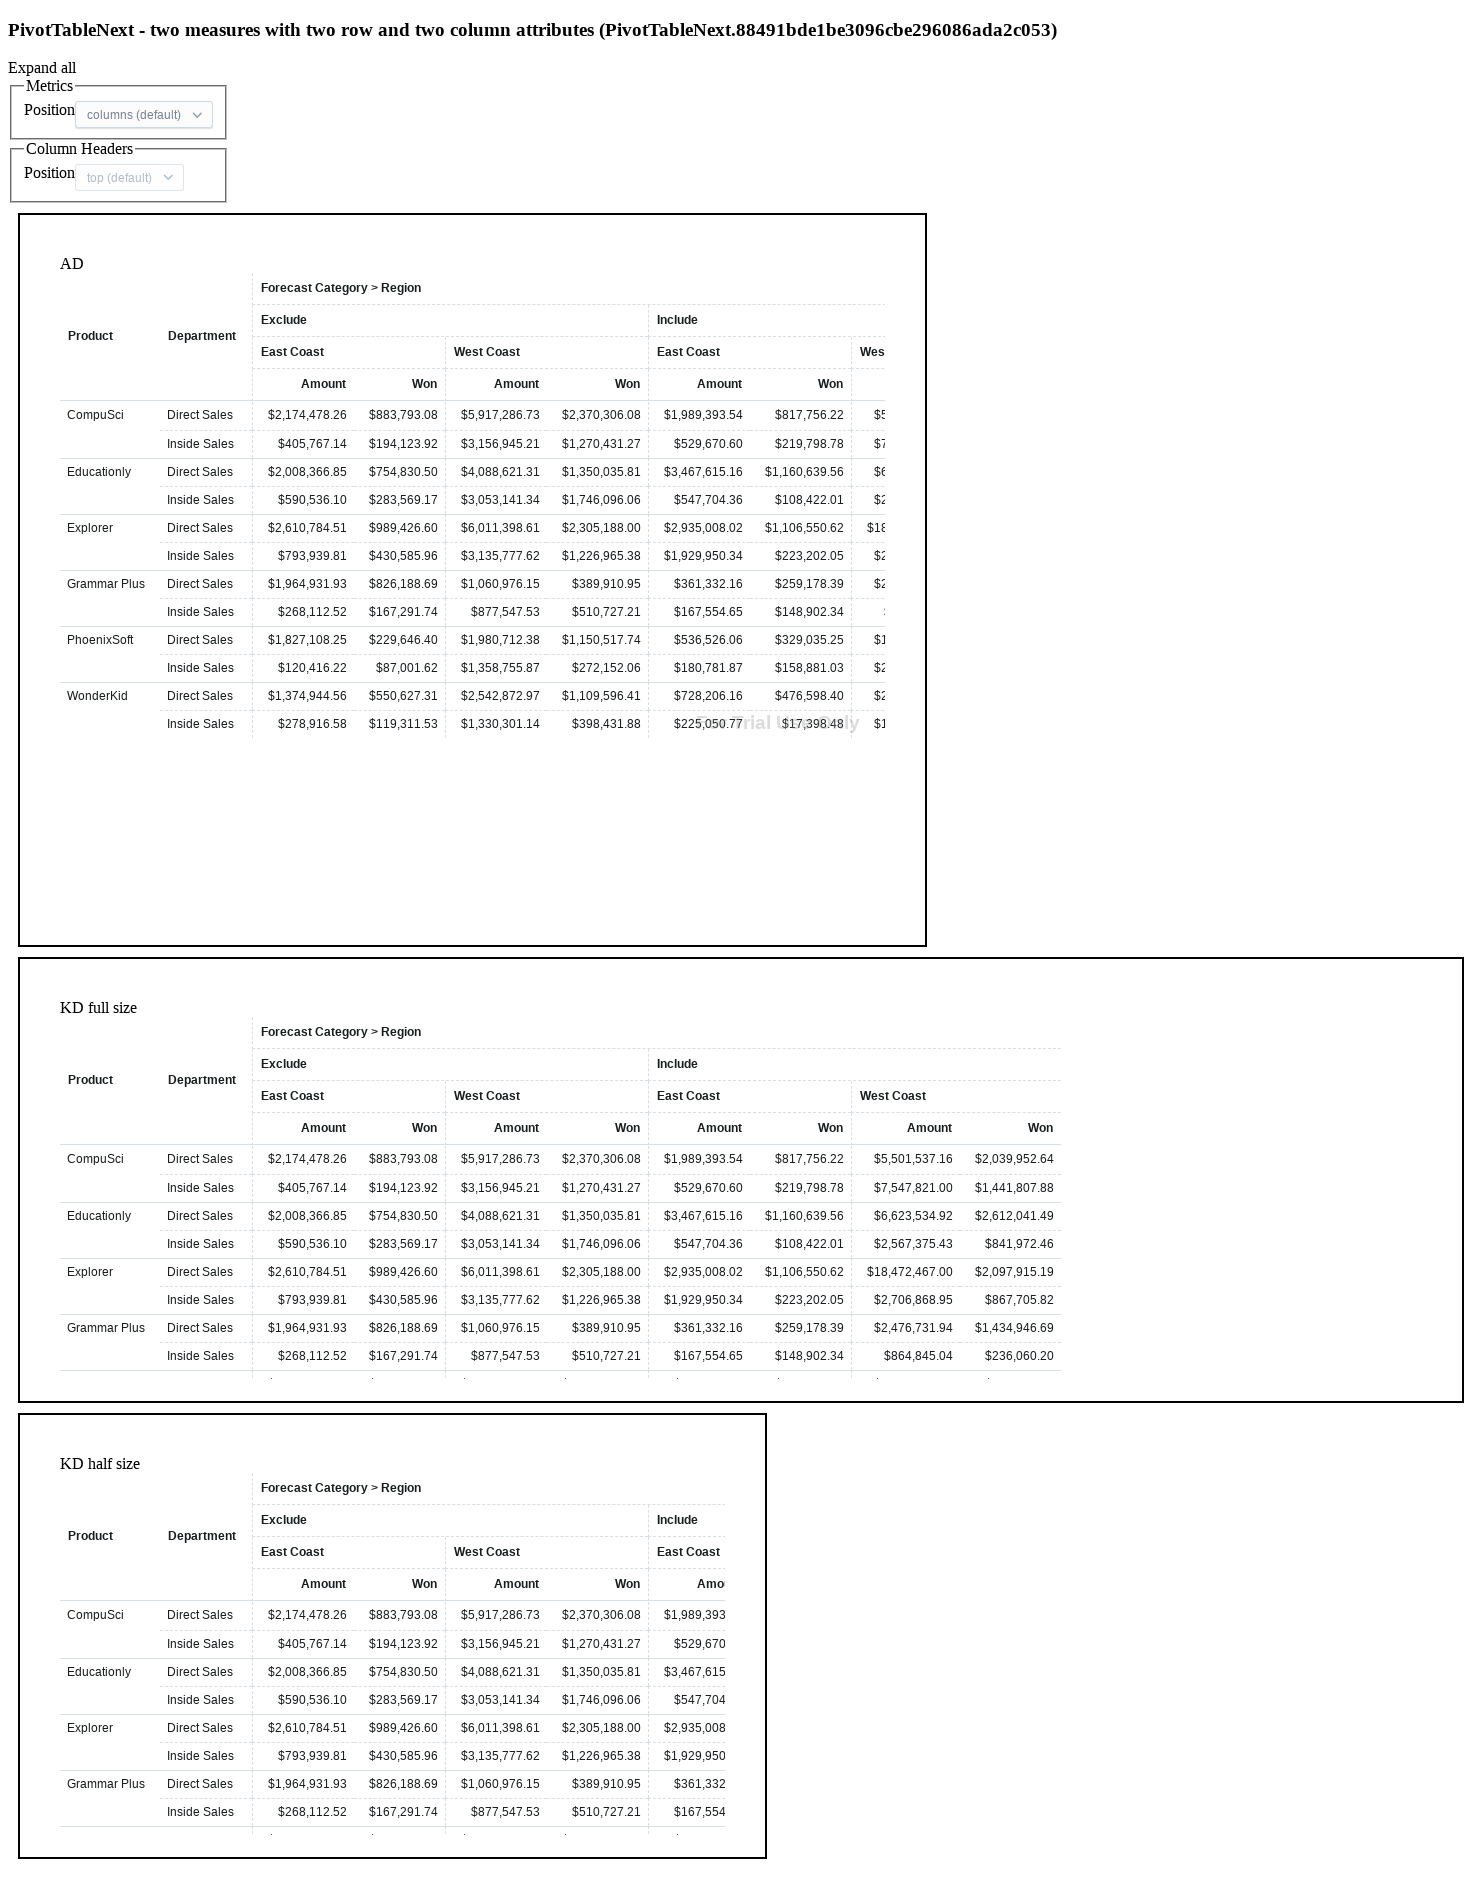 PivotTableNext - two measures with two row and two column attributes (PivotTableNext.88491bde1be3096cbe296086ada2c053)
Expand all
Metrics
Position columns (default)
Column Headers
Position top (default)
AD
Forecast Category > Region
Exclude Include
Product Department
East Coast West Coast East Coast Wes
Amount Won Amount Won Amount Won
CompuSci Direct Sales $2,174,478.26 $883,793.08 $5,917,286.73 $2,370,306.08 $1,989,393.54 $817,756.22 $5
Inside Sales $405,767.14 $194,123.92 $3,156,945.21 $1,270,431.27 $529,670.60 $219,798.78 $7
Educationly Direct Sales $2,008,366.85 $754,830.50 $4,088,621.31 $1,350,035.81 $3,467,615.16 $1,160,639.56 $6
Inside Sales $590,536.10 $283,569.17 $3,053,141.34 $1,746,096.06 $547,704.36 $108,422.01 $2
Explorer Direct Sales $2,610,784.51 $989,426.60 $6,011,398.61 $2,305,188.00 $2,935,008.02 $1,106,550.62 $18
Inside Sales $793,939.81 $430,585.96 $3,135,777.62 $1,226,965.38 $1,929,950.34 $223,202.05 $2
Grammar Plus Direct Sales $1,964,931.93 $826,188.69 $1,060,976.15 $389,910.95 $361,332.16 $259,178.39 $2
Inside Sales $268,112.52 $167,291.74 $877,547.53 $510,727.21 $167,554.65 $148,902.34
PhoenixSoft Direct Sales $1,827,108.25 $229,646.40 $1,980,712.38 $1,150,517.74 $536,526.06 $329,035.25 $1
Inside Sales $120,416.22 $87,001.62 $1,358,755.87 $272,152.06 $180,781.87 $158,881.03 $2
WonderKid Direct Sales $1,374,944.56 $550,627.31 $2,542,872.97 $1,109,596.41 $728,206.16 $476,598.40 $2
Inside Sales $278,916.58 $119,311.53 $1,330,301.14 $398,431.88 $225,050.77 $17,398.48 $1
For Trial Use Only
KD full size
Forecast Category > Region
Exclude Include
Product Department
East Coast West Coast East Coast West Coast
Amount Won Amount Won Amount Won Amount Won
CompuSci Direct Sales $2,174,478.26 $883,793.08 $5,917,286.73 $2,370,306.08 $1,989,393.54 $817,756.22 $5,501,537.16 $2,039,952.64
Inside Sales $405,767.14 $194,123.92 $3,156,945.21 $1,270,431.27 $529,670.60 $219,798.78 $7,547,821.00 $1,441,807.88
Educationly Direct Sales $2,008,366.85 $754,830.50 $4,088,621.31 $1,350,035.81 $3,467,615.16 $1,160,639.56 $6,623,534.92 $2,612,041.49
Inside Sales $590,536.10 $283,569.17 $3,053,141.34 $1,746,096.06 $547,704.36 $108,422.01 $2,567,375.43 $841,972.46
Explorer Direct Sales $2,610,784.51 $989,426.60 $6,011,398.61 $2,305,188.00 $2,935,008.02 $1,106,550.62 $18,472,467.00 $2,097,915.19
Inside Sales $793,939.81 $430,585.96 $3,135,777.62 $1,226,965.38 $1,929,950.34 $223,202.05 $2,706,868.95 $867,705.82
Grammar Plus Direct Sales $1,964,931.93 $826,188.69 $1,060,976.15 $389,910.95 $361,332.16 $259,178.39 $2,476,731.94 $1,434,946.69
Inside Sales $268,112.52 $167,291.74 $877,547.53 $510,727.21 $167,554.65 $148,902.34 $864,845.04 $236,060.20
KD half size
Forecast Category > Region
Exclude Include
Product Department
East Coast West Coast East Coast
Amount Won Amount Won Amo
CompuSci Direct Sales $2,174,478.26 $883,793.08 $5,917,286.73 $2,370,306.08 $1,989,393
Inside Sales $405,767.14 $194,123.92 $3,156,945.21 $1,270,431.27 $529,670
Educationly Direct Sales $2,008,366.85 $754,830.50 $4,088,621.31 $1,350,035.81 $3,467,615
Inside Sales $590,536.10 $283,569.17 $3,053,141.34 $1,746,096.06 $547,704
Explorer Direct Sales $2,610,784.51 $989,426.60 $6,011,398.61 $2,305,188.00 $2,935,008
Inside Sales $793,939.81 $430,585.96 $3,135,777.62 $1,226,965.38 $1,929,950
Grammar Plus Direct Sales $1,964,931.93 $826,188.69 $1,060,976.15 $389,910.95 $361,332
Inside Sales $268,112.52 $167,291.74 $877,547.53 $510,727.21 $167,554